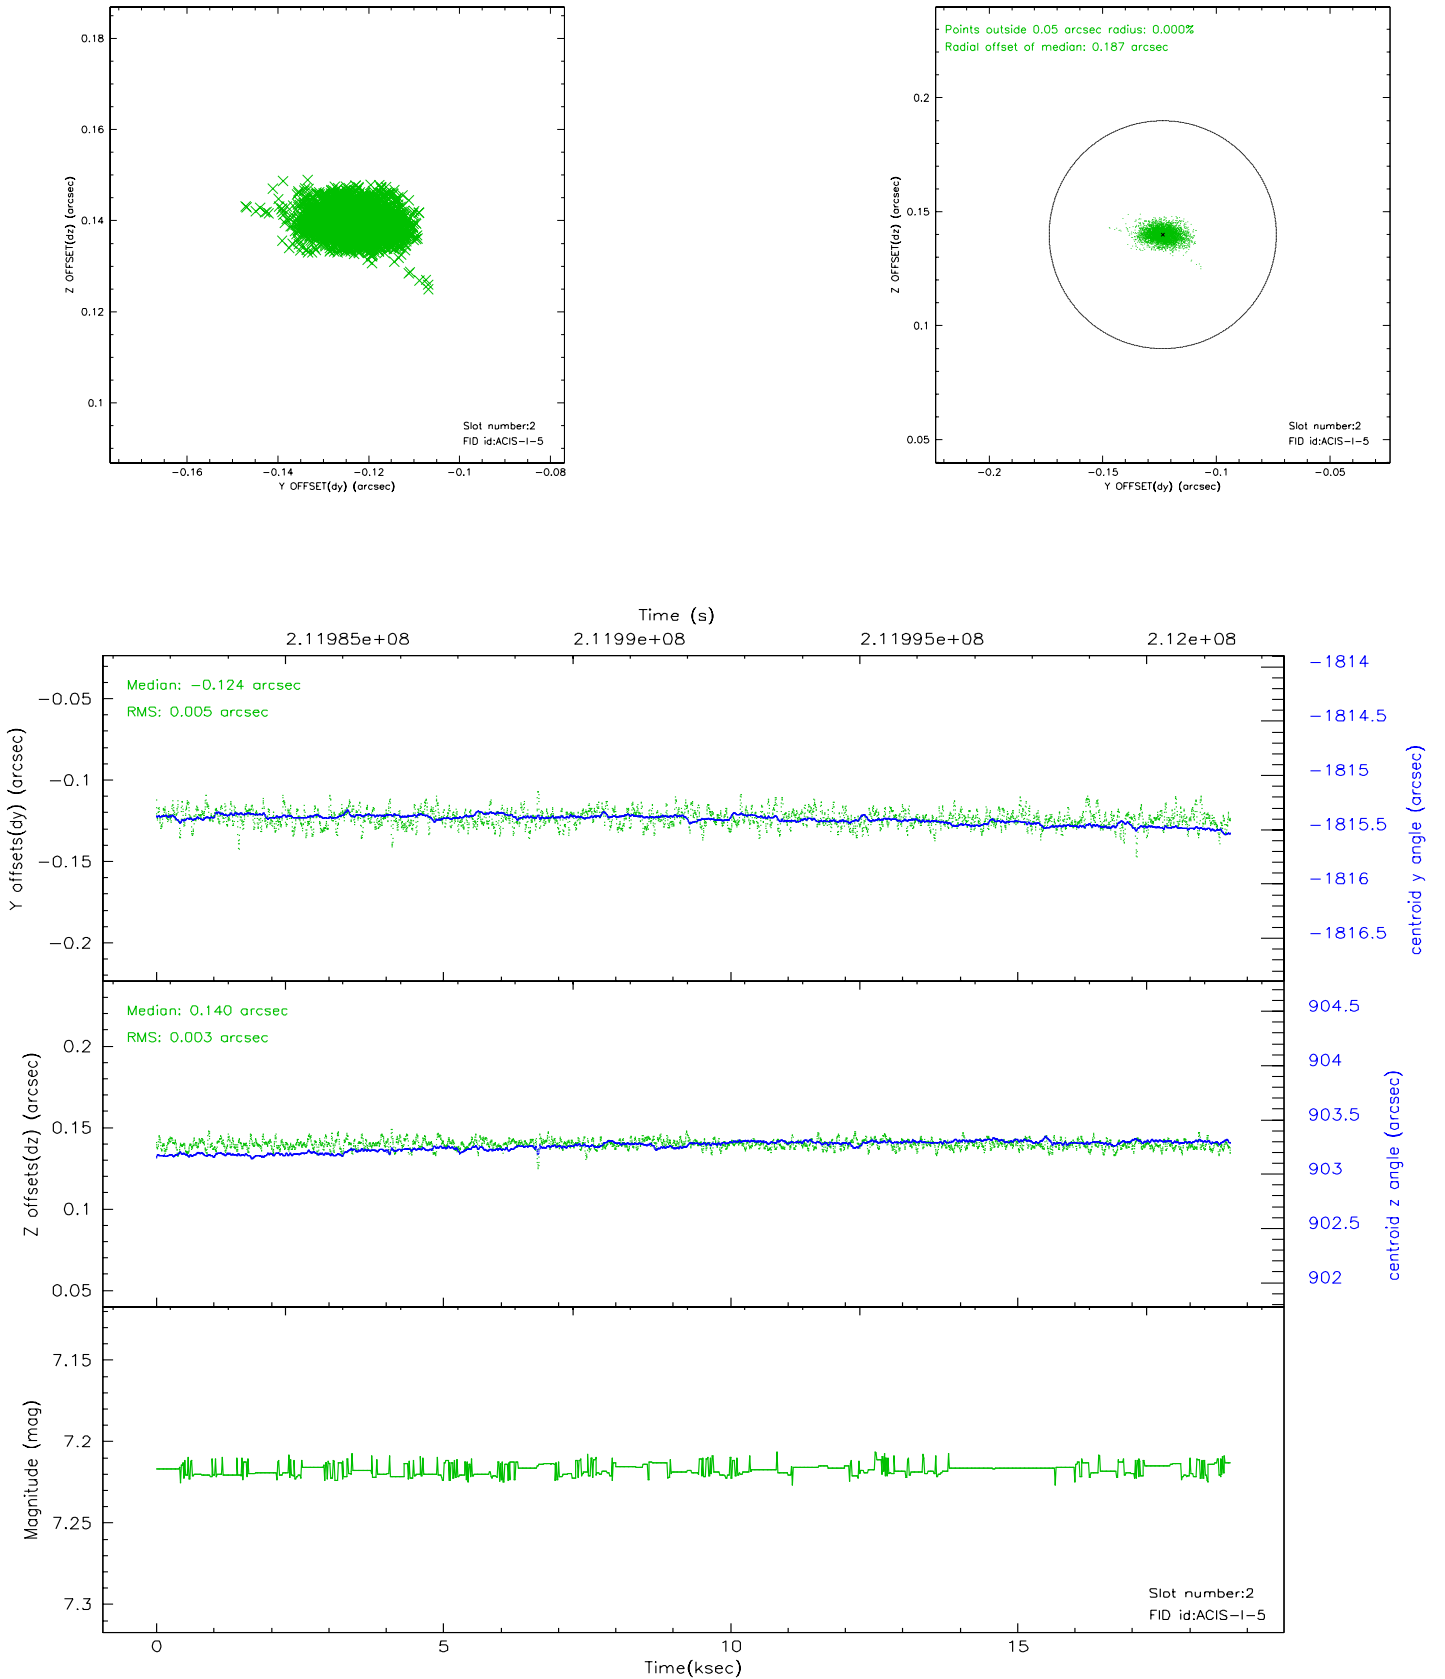 0.18
0.16
0.14
0.12
0.1
Z OFFSET(dz) (arcsec)
Slot number:2
FID id:ACIS-I-5
-0.16 -0.14 -0.12 -0.1 -0.08
Y OFFSET(dy) (arcsec)
Points outside 0.05 arcsec radius: 0.000%
Radial offset of median: 0.187 arcsec
0.2
0.15
0.1
0.05
Z OFFSET(dz) (arcsec)
Slot number:2
FID id:ACIS-I-5
-0.2 -0.15 -0.1 -0.05
Y OFFSET(dy) (arcsec)
Time (s)
2.11985e+08 2.1199e+08 2.11995e+08 2.12e+08
Median: -0.124 arcsec
RMS: 0.005 arcsec
-0.05
-0.1
-0.15
-0.2
Y offsets(dy) (arcsec)
-1814
-1814.5
-1815
-1815.5
-1816
-1816.5
centroid y angle (arcsec)
Median: 0.140 arcsec
RMS: 0.003 arcsec
0.2
0.15
0.1
0.05
Z offsets(dz) (arcsec)
904.5
904
903.5
903
902.5
902
centroid z angle (arcsec)
7.15
7.2
7.25
7.3
Magnitude (mag)
Slot number:2
FID id:ACIS-I-5
0 5 10 15
Time(ksec)